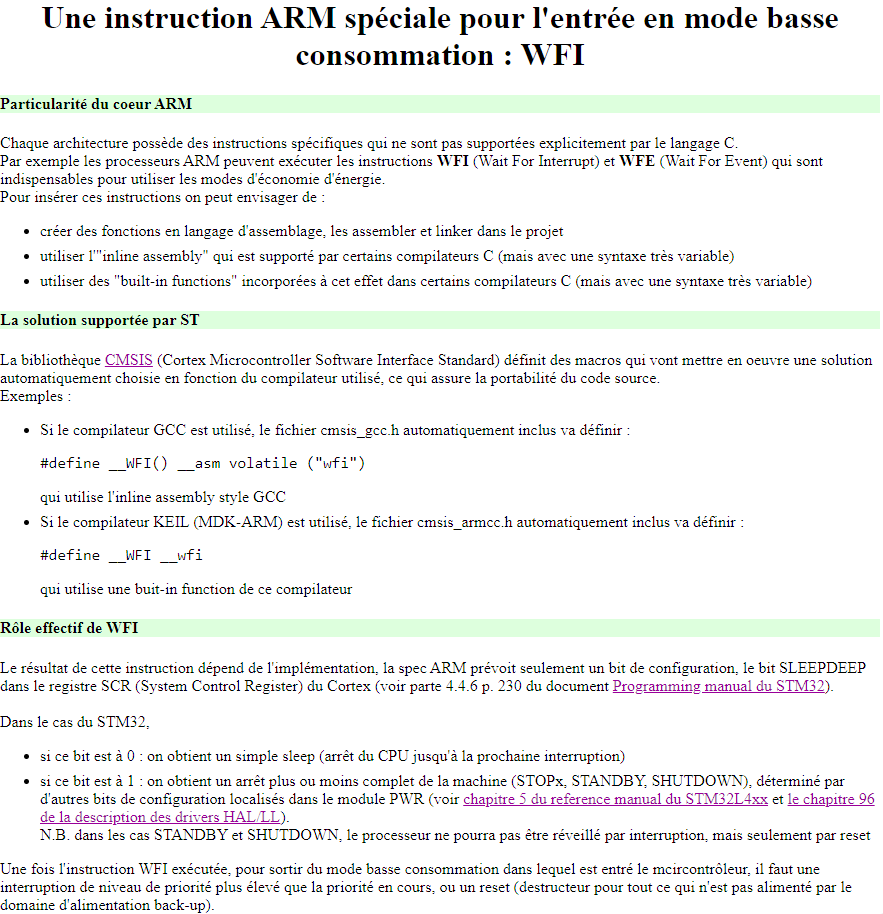 Une instruction ARM spéciale pour l'entrée en mode basse
consommation : WFI
Particularité du coeur ARM
Chaque architecture possède des instructions spécifiques qui ne sont pas supportées explicitement par le langage C.
Par exemple les processeurs ARM peuvent exécuter les instructions WFI (Wait For Interrupt) et WFE (Wait For Event) qui sont
indispensables pour utiliser les modes d'économie d'énergie.
Pour insérer ces instructions on peut envisager de :
• créer des fonctions en langage d'assemblage, les assembler et linker dans le projet
• utiliser l'"inline assembly" qui est supporté par certains compilateurs C (mais avec une syntaxe très variable)
• utiliser des "built-in functions" incorporées à cet effet dans certains compilateurs C (mais avec une syntaxe très variable)
La solution supportée par ST
La bibliothèque CMSIS (Cortex Microcontroller Software Interface Standard) définit des macros qui vont mettre en oeuvre une solution
automatiquement choisie en fonction du compilateur utilisé, ce qui assure la portabilité du code source.
Exemples :
• Si le compilateur GCC est utilisé, le fichier cmsis_gcc.h automatiquement inclus va définir :
#define __WFI() __asm volatile ("wfi")
qui utilise l'inline assembly style GCC
• Si le compilateur KEIL (MDK-ARM) est utilisé, le fichier cmsis_armcc.h automatiquement inclus va définir :
#define __WFI __wfi
qui utilise une buit-in function de ce compilateur
Rôle effectif de WFI
Le résultat de cette instruction dépend de l'implémentation, la spec ARM prévoit seulement un bit de configuration, le bit SLEEPDEEP
dans le registre SCR (System Control Register) du Cortex (voir parte 4.4.6 p. 230 du document Programming manual du STM32).
Dans le cas du STM32,
• si ce bit est à 0 : on obtient un simple sleep (arrêt du CPU jusqu'à la prochaine interruption)
• si ce bit est à 1 : on obtient un arrêt plus ou moins complet de la machine (STOPx, STANDBY, SHUTDOWN), déterminé par
d'autres bits de configuration localisés dans le module PWR (voir chapitre 5 du reference manual du STM32L4xx et le chapitre 96
de la description des drivers HAL/LL).
N.B. dans les cas STANDBY et SHUTDOWN, le processeur ne pourra pas être réveillé par interruption, mais seulement par reset
Une fois l'instruction WFI exécutée, pour sortir du mode basse consommation dans lequel est entré le mcircontrôleur, il faut une
interruption de niveau de priorité plus élevé que la priorité en cours, ou un reset (destructeur pour tout ce qui n'est pas alimenté par le
domaine d'alimentation back-up).